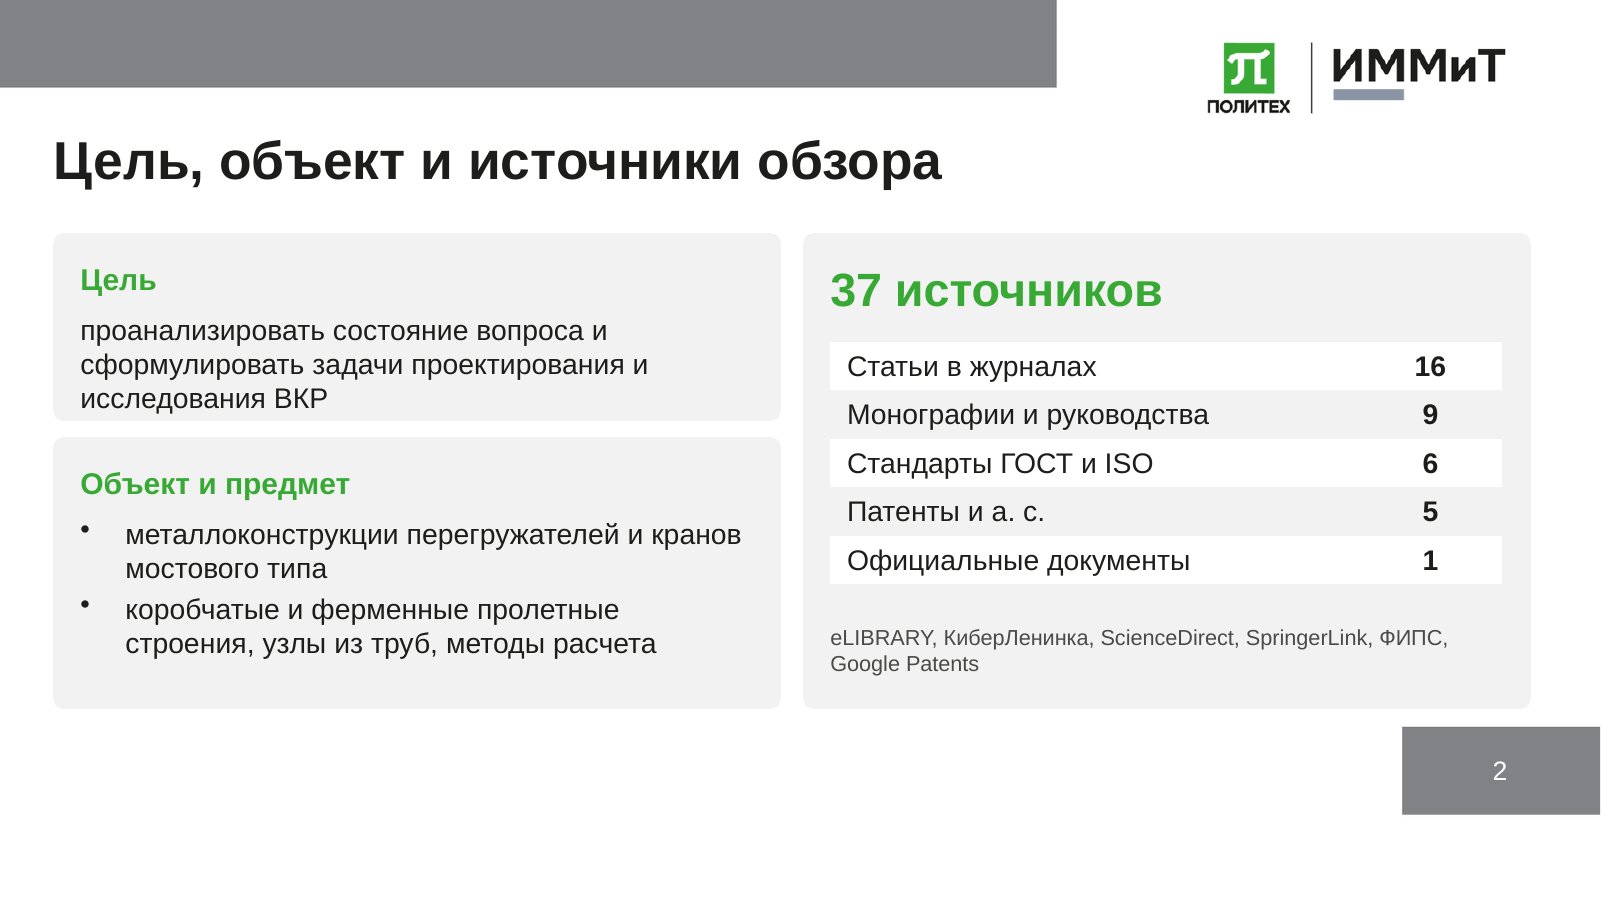 ПОЛИТЕХ
ИММиТ
Цель, объект и источники обзора
Цель
проанализировать состояние вопроса и
сформулировать задачи проектирования и
исследования ВКР
Объект и предмет
• металлоконструкции перегружателей и кранов
мостового типа
• коробчатые и ферменные пролетные
строения, узлы из труб, методы расчета
37 источников
Статьи в журналах 16
Монографии и руководства 9
Стандарты ГОСТ и ISO 6
Патенты и а. с. 5
Официальные документы 1
eLIBRARY, КиберЛенинка, ScienceDirect, SpringerLink, ФИПС,
Google Patents
2